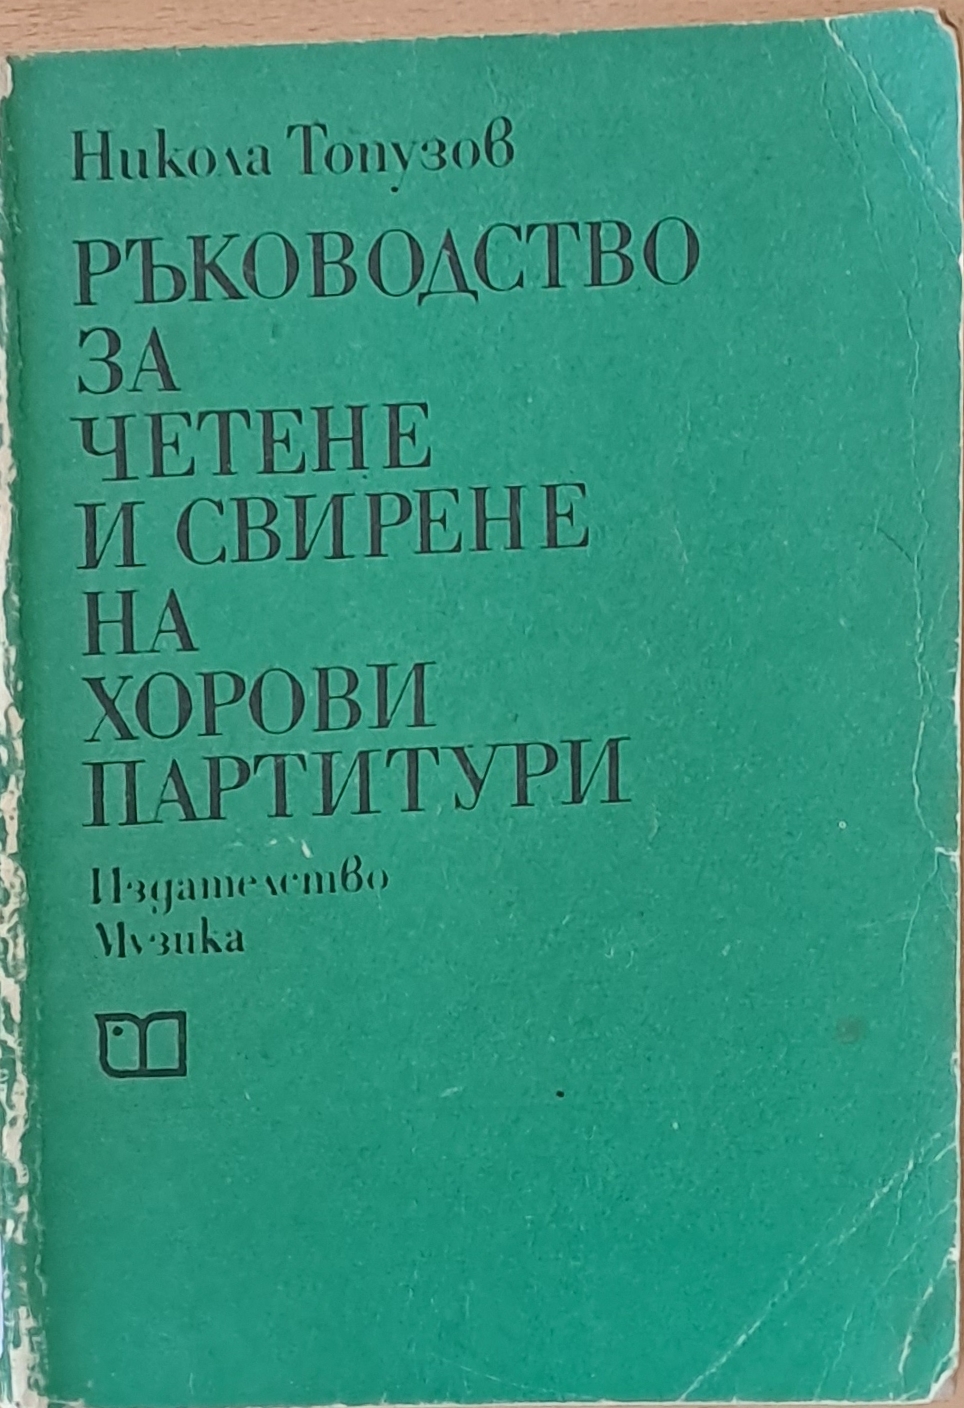 Никола Топузов
РЪКОВОДСТВО
ЗА
ЧЕТЕНЕ
И СВИРЕНЕ
НА
ХОРОВИ
ПАРТИТУРИ
Издателство
Музика